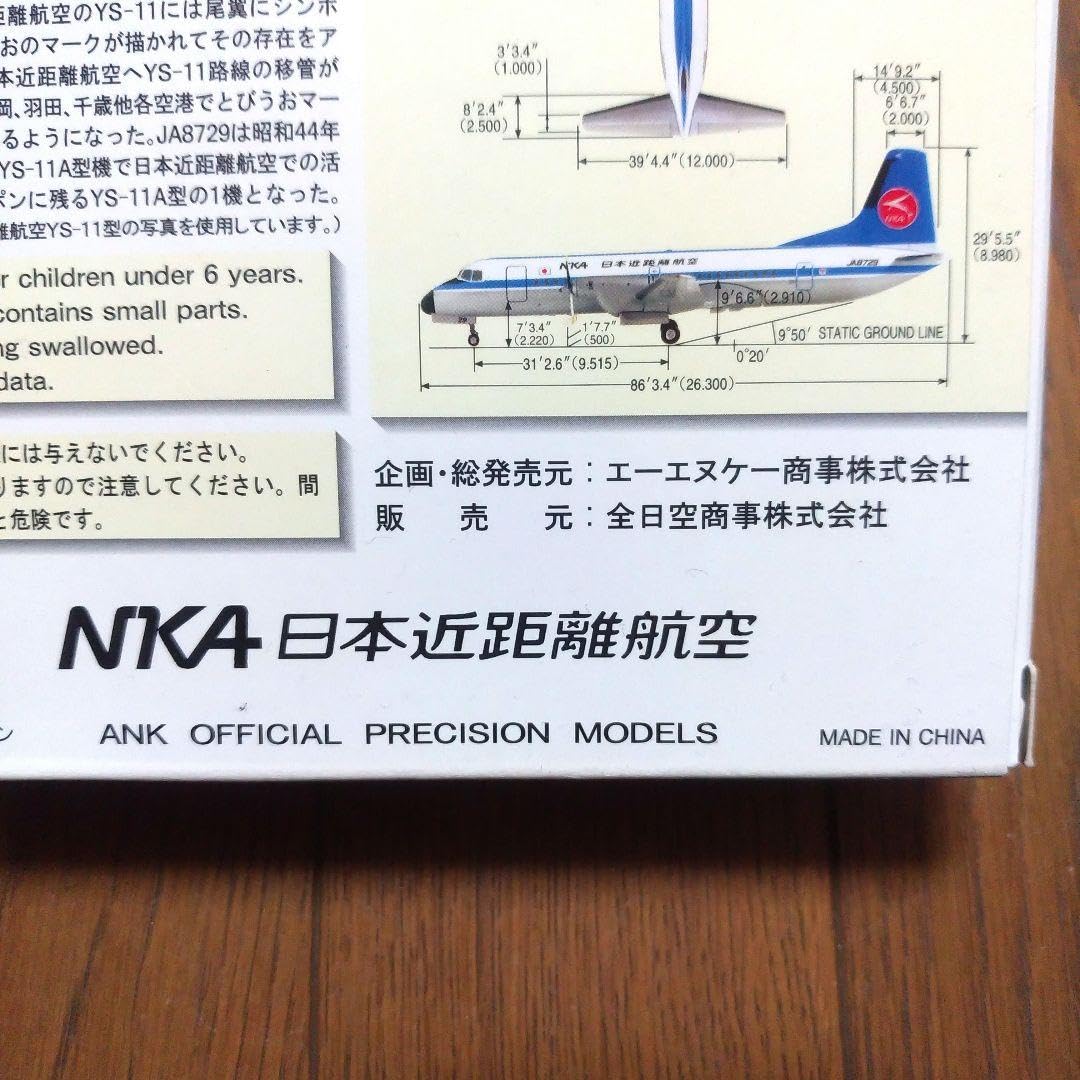 距離航空のYS-11には尾翼にシンボ
おのマークが描かれてその存在をア
本近距離航空へYS-11路線の移管が
岡、羽田、千歳他各空港でとびうおマー
るようになった。JA8729は昭和44年
YS-11A型機で日本近距離航空での活
ポンに残るYS-11A型の1機となった。
離航空YS-11型の写真を使用しています。)
or children under 6 years.
contains small parts.
ng swallowed.
data.
には与えないでください。
りますので注意してください。間
と危険です。
3′3.4″
(1.000)
8′2.4″
(2.500)
39′4.4″(12.000)
14′9.2″
(4.500)
6′6.7″
(2.000)
NKA
29′5.5″
(8.980)
NKA 日本近距離航空
JA8729
9′6.6″(2.910)
7′3.4″
(2.220)
1′7.7″
(500)
9°50′ STATIC GROUND LINE
0°20′
31′2.6″(9.515)
86′3.4″(26.300)
企画・総発売元：エーエヌケー商事株式会社
販 売 元：全日空商事株式会社
NKA 日本近距離航空
ン
ANK OFFICIAL PRECISION MODELS
MADE IN CHINA